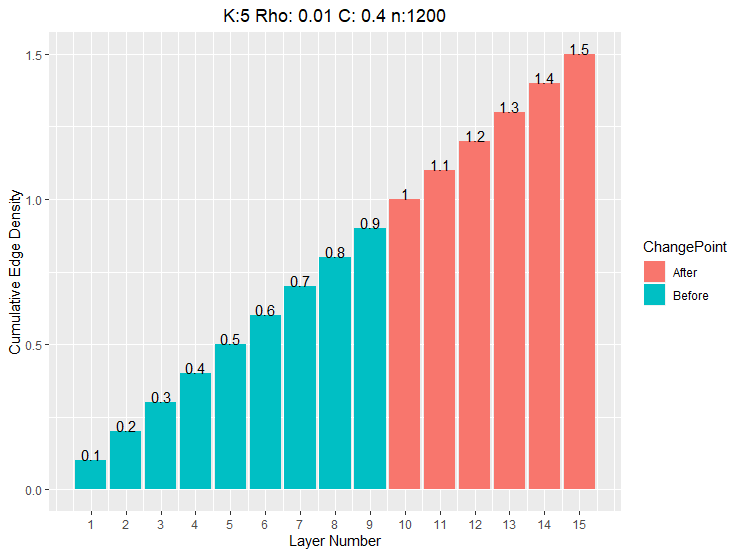 K:5 Rho: 0.01 C: 0.4 n:1200
Cumulative Edge Density
1.5
1.0
0.5
0.0
0.1
0.2
0.3
0.4
0.5
0.6
0.7
0.8
0.9
1
1.1
1.2
1.3
1.4
1.5
1 2 3 4 5 6 7 8 9 10 11 12 13 14 15
Layer Number
ChangePoint
After
Before